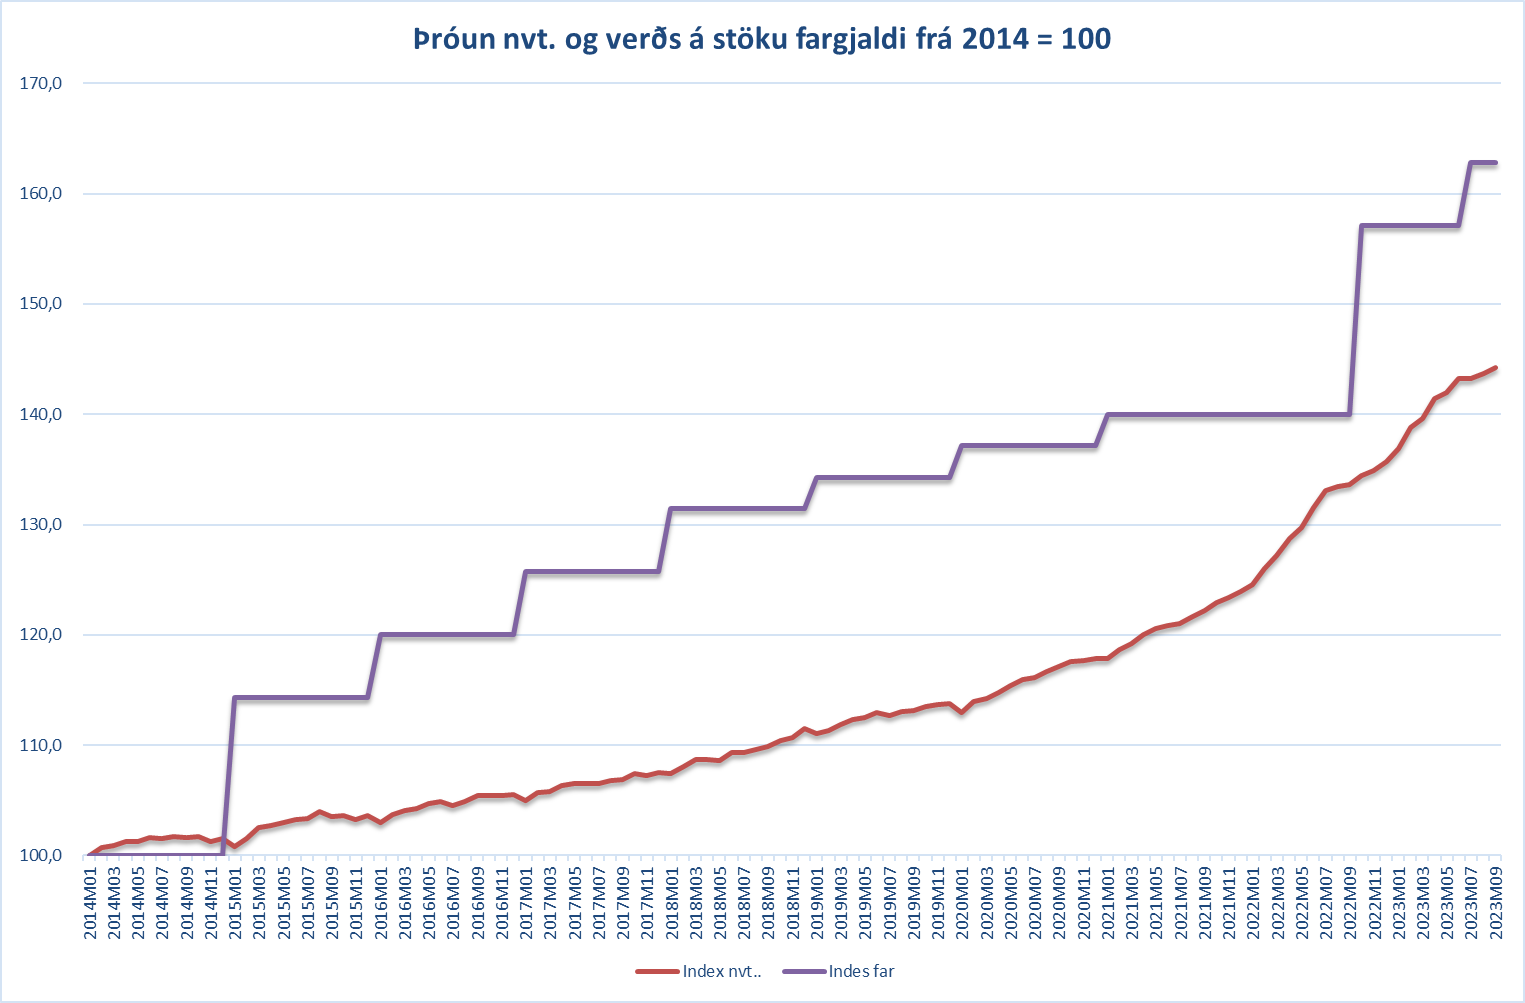 Þróun nvt. og verðs á stöku fargjaldi frá 2014 = 100
170,0
160,0
150,0
140,0
130,0
120,0
110,0
100,0
2014M01
2014M03
2014M05
2014M07
2014M09
2014M11
2015M01
2015M03
2015M05
2015M07
2015M09
2015M11
2016M01
2016M03
2016M05
2016M07
2016M09
2016M11
2017M01
2017M03
2017M05
2017M07
2017M09
2017M11
2018M01
2018M03
2018M05
2018M07
2018M09
2018M11
2019M01
2019M03
2019M05
2019M07
2019M09
2019M11
2020M01
2020M03
2020M05
2020M07
2020M09
2020M11
2021M01
2021M03
2021M05
2021M07
2021M09
2021M11
2022M01
2022M03
2022M05
2022M07
2022M09
2022M11
2023M01
2023M03
2023M05
2023M07
2023M09
Index nvt..
Indes far